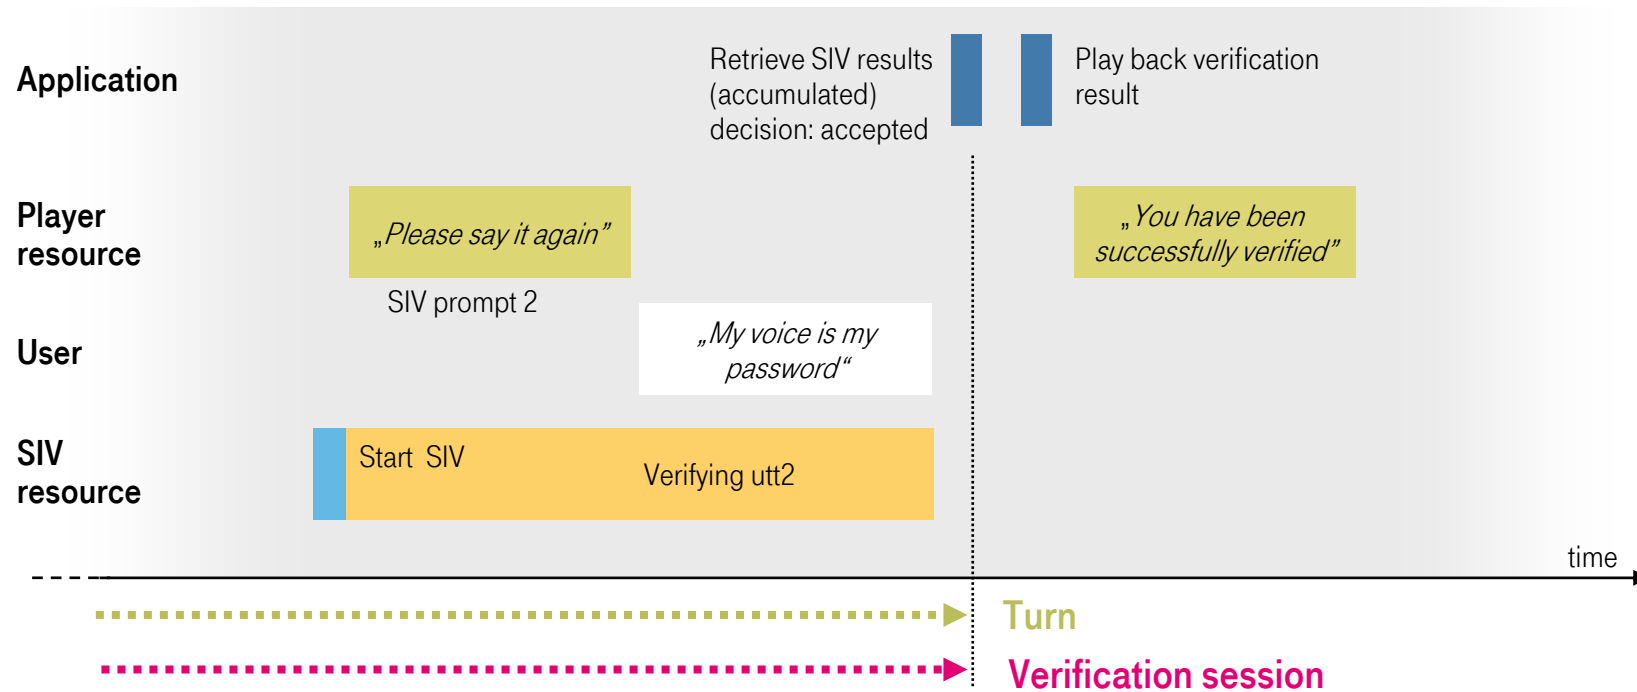 Application
Retrieve SIV results
(accumulated)
decision: accepted
Play back verification
result
Player
resource
„Please say it again”
„You have been
successfully verified”
SIV prompt 2
User
„My voice is my
password“
SIV
resource
Start SIV
Verifying utt2
time
Turn
Verification session